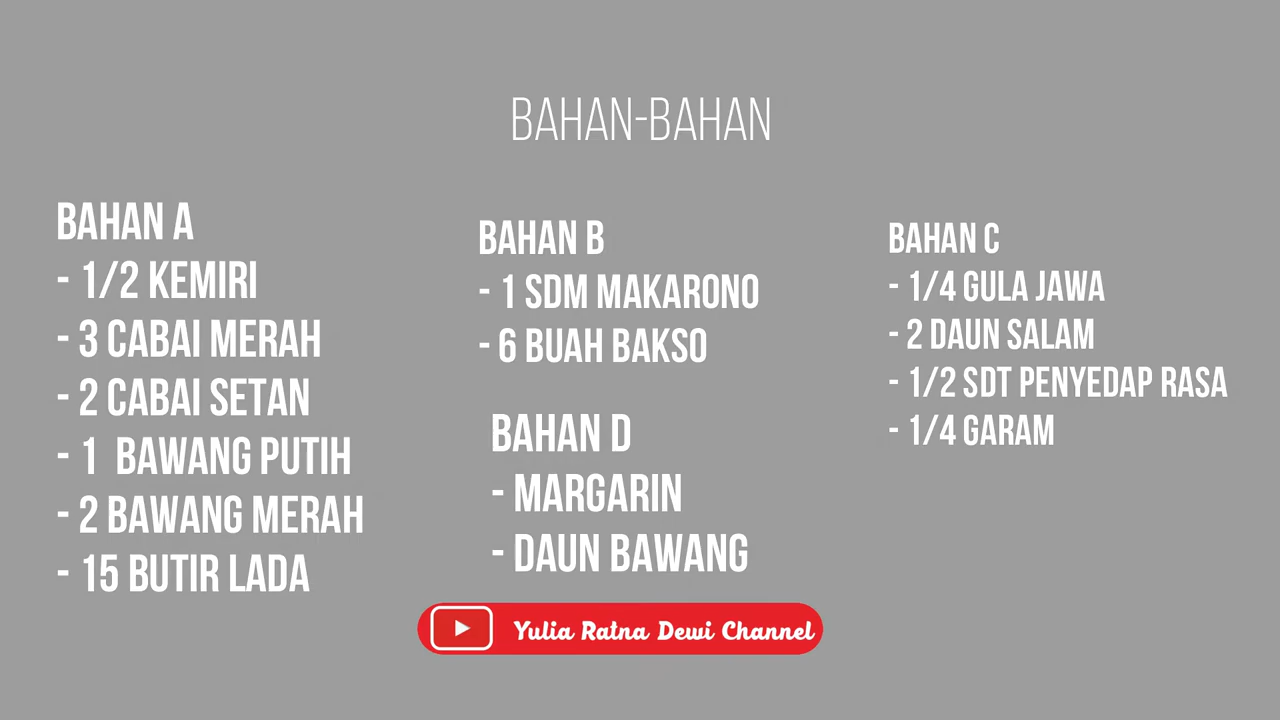 BAHAN-BAHAN
BAHAN A
- 1/2 KEMIRI
- 3 CABAI MERAH
- 2 CABAI SETAN
- 1 BAWANG PUTIH
- 2 BAWANG MERAH
- 15 BUTIR LADA
BAHAN B
- 1 SDM MAKARONO
- 6 BUAH BAKSO
BAHAN D
- MARGARIN
- DAUN BAWANG
BAHAN C
- 1/4 GULA JAWA
- 2 DAUN SALAM
- 1/2 SDT PENYEDAP RASA
- 1/4 GARAM
Yulia Ratna Dewi Channel